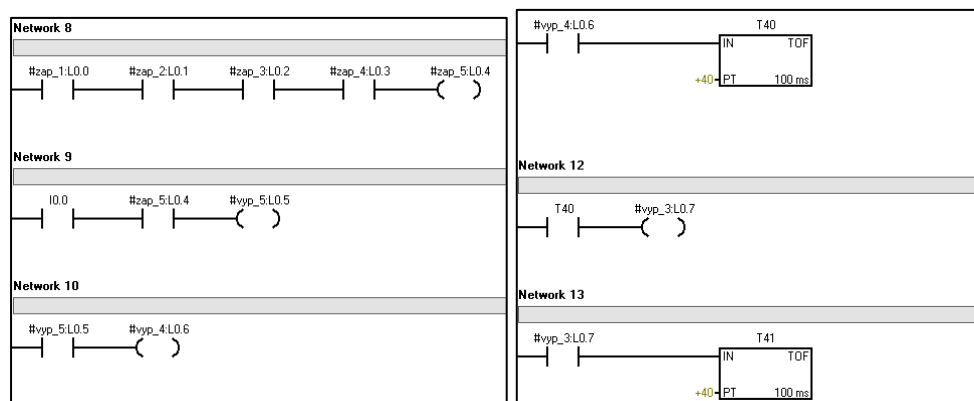 Network 8
#zap_1:L0.0 #zap_2:L0.1 #zap_3:L0.2 #zap_4:L0.3 #zap_5:L0.4
Network 9
I0.0 #zap_5:L0.4 #vyp_5:L0.5
Network 10
#vyp_5:L0.5 #vyp_4:L0.6
#vyp_4:L0.6 T40
IN TOF
+40 PT 100 ms
Network 12
T40 #vyp_3:L0.7
Network 13
#vyp_3:L0.7 T41
IN TOF
+40 PT 100 ms